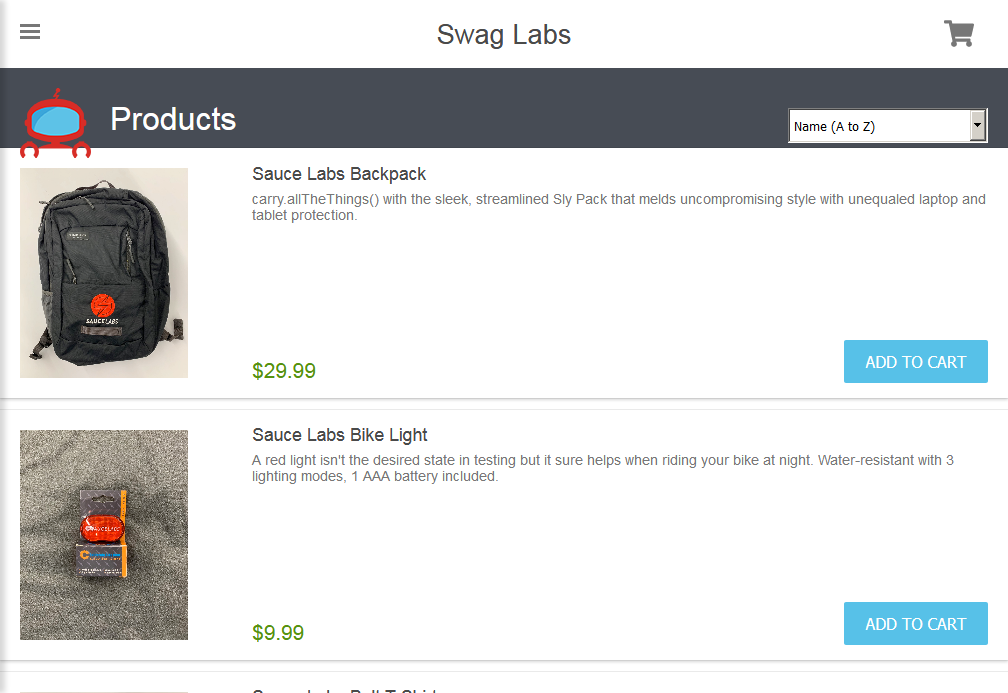 Swag Labs
Products
Name (A to Z)
Sauce Labs Backpack
carry.allTheThings() with the sleek, streamlined Sly Pack that melds uncompromising style with unequaled laptop and
tablet protection.
SAUCELABS
$29.99
ADD TO CART
Sauce Labs Bike Light
A red light isn't the desired state in testing but it sure helps when riding your bike at night. Water-resistant with 3
lighting modes, 1 AAA battery included.
SAUCELABS
$9.99
ADD TO CART